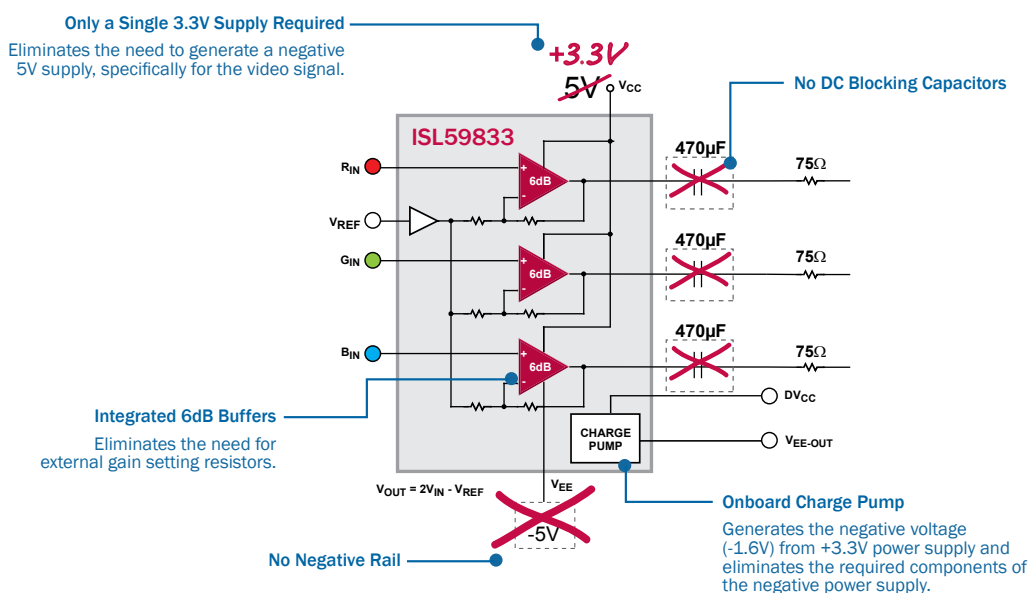 Only a Single 3.3V Supply Required
Eliminates the need to generate a negative
5V supply, specifically for the video signal.
+3.3V
5V
VCC
No DC Blocking Capacitors
ISL59833
470µF
75Ω
RIN
+
6dB
-
VREF
470µF
75Ω
GIN
+
6dB
-
470µF
75Ω
BIN
+
6dB
-
DVCC
Integrated 6dB Buffers
Eliminates the need for
external gain setting resistors.
CHARGE
PUMP
VEE-OUT
VOUT = 2VIN - VREF
VEE
-5V
No Negative Rail
Onboard Charge Pump
Generates the negative voltage
(-1.6V) from +3.3V power supply and
eliminates the required components of
the negative power supply.